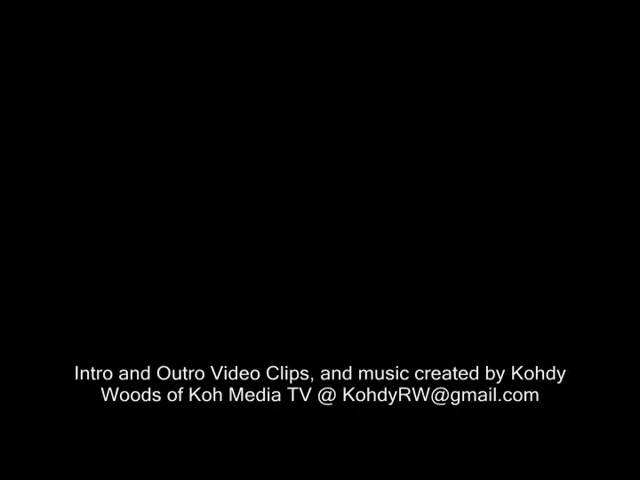 Intro and Outro Video Clips, and music created by Kohdy
Woods of Koh Media TV @ KohdyRW@gmail.com